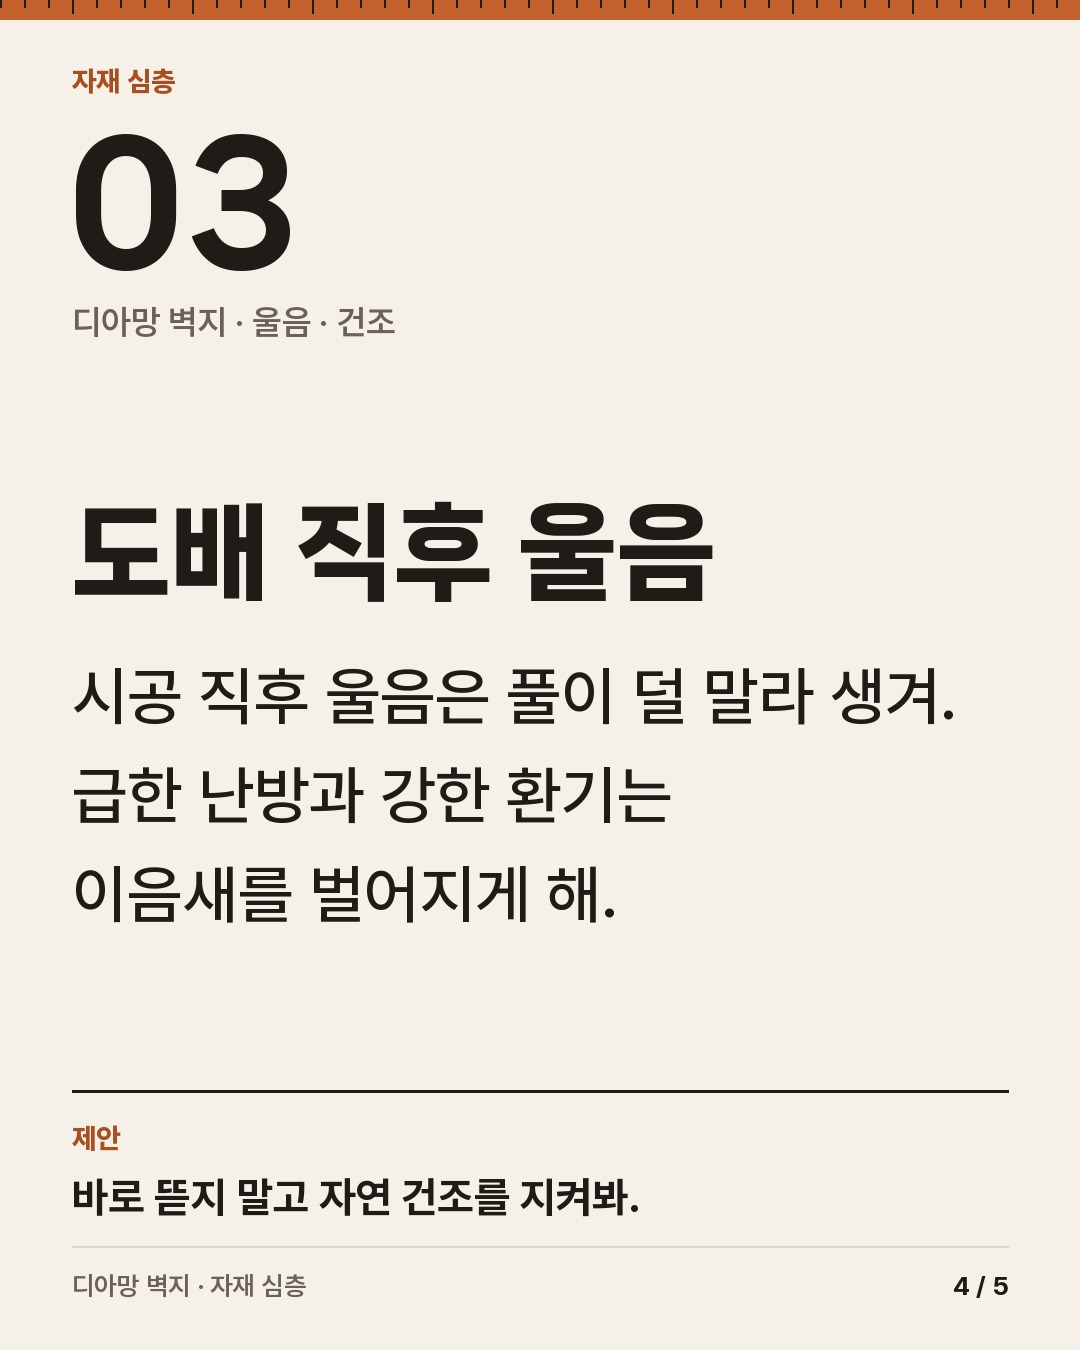 자재 심층
03
디아망 벽지 · 울음 · 건조
도배 직후 울음
시공 직후 울음은 풀이 덜 말라 생겨.
급한 난방과 강한 환기는
이음새를 벌어지게 해.
제안
바로 뜯지 말고 자연 건조를 지켜봐.
디아망 벽지 · 자재 심층
4 / 5